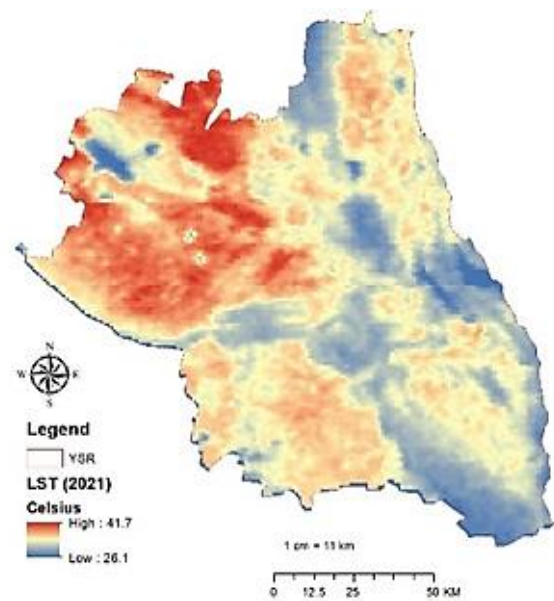 N
W E
S
Legend
YSR
LST (2021)
Celsius
High : 41.7
Low : 26.1
1 cm = 11 km
0 12.5 25 50 KM